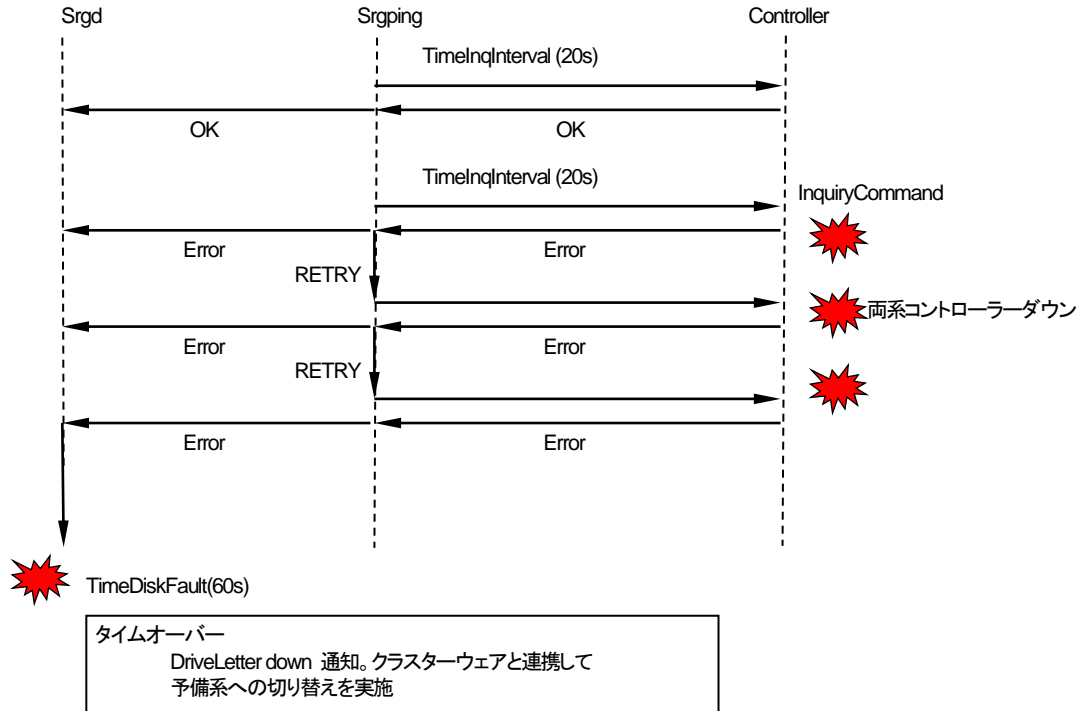 Srgd
Srgping
Controller
TimeInqInterval (20s)
OK
OK
TimeInqInterval (20s)
InquiryCommand
Error
Error
RETRY
両系コントローラーダウン
Error
Error
RETRY
Error
Error
TimeDiskFault(60s)
タイムオーバー
DriveLetter down 通知。クラスターウェアと連携して
予備系への切り替えを実施